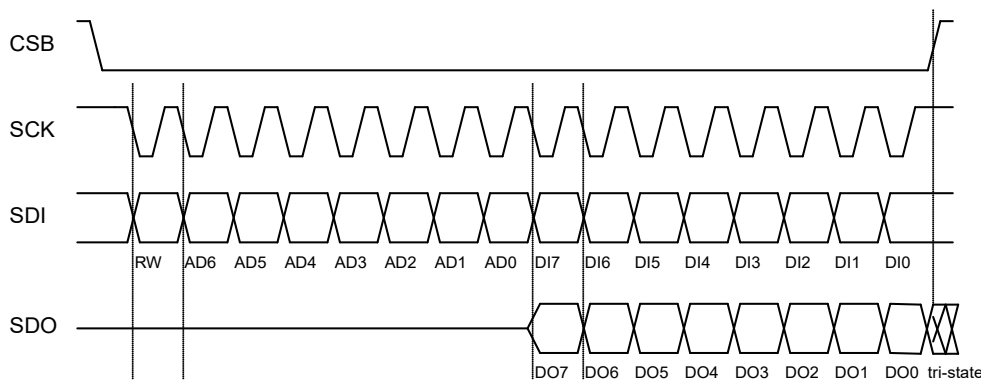 CSB
SCK
SDI
RW AD6 AD5 AD4 AD3 AD2 AD1 AD0 DI7 DI6 DI5 DI4 DI3 DI2 DI1 DI0
SDO
DO7 DO6 DO5 DO4 DO3 DO2 DO1 DO0 tri-state